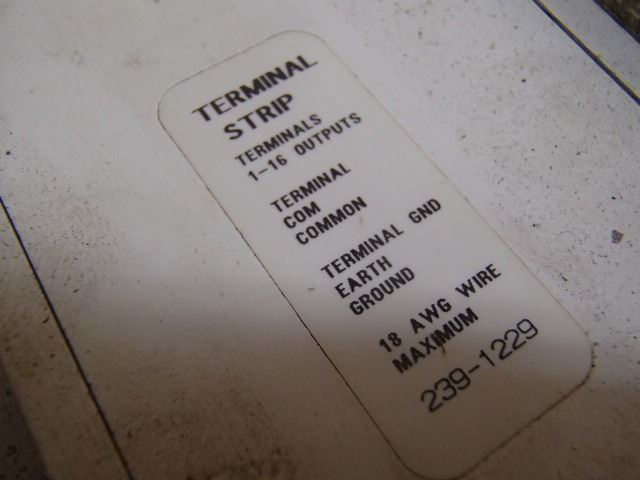 TERMINAL
STRIP
TERMINALS
1-16 OUTPUTS
TERMINAL
COM
COMMON
TERMINAL GND
EARTH
GROUND
18 AWG WIRE
MAXIMUM
239-1229